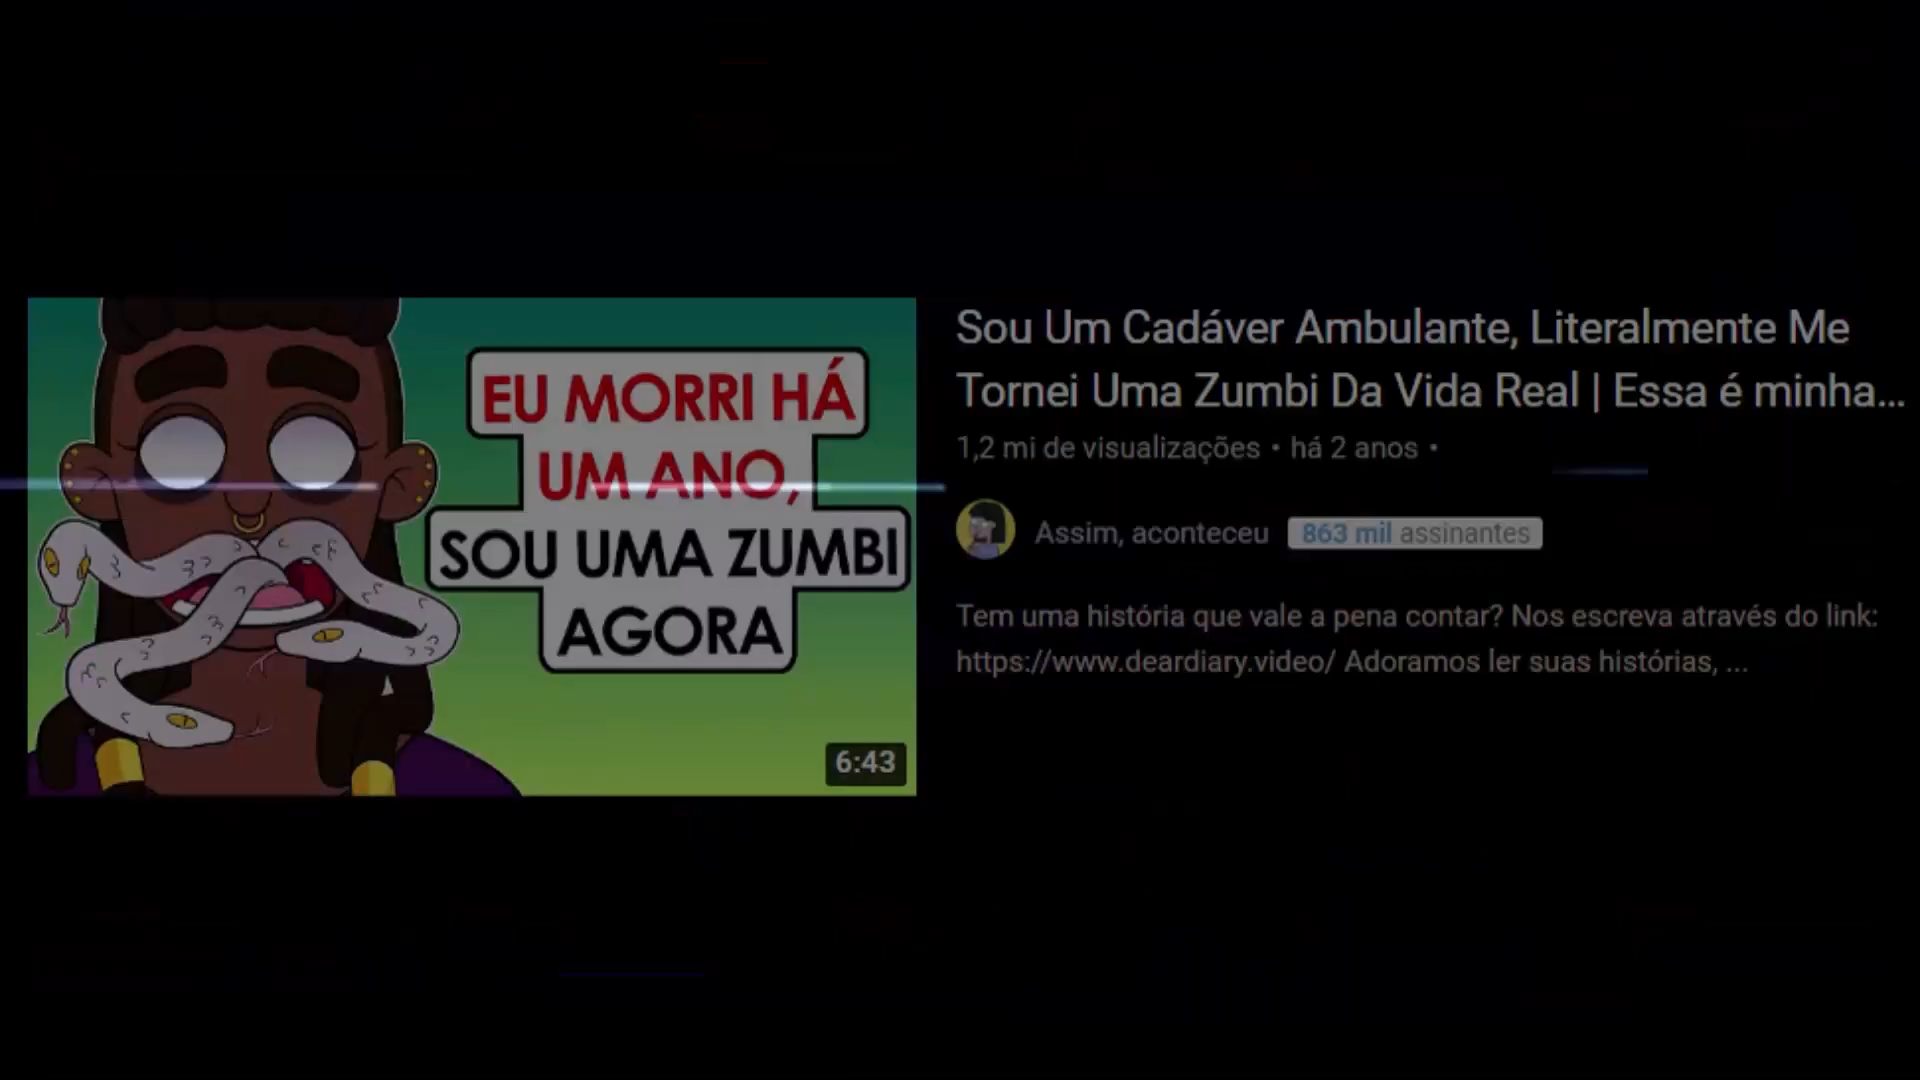 EU MORRI HÁ
UM ANO,
SOU UMA ZUMBI
AGORA
6:43
Sou Um Cadáver Ambulante, Literalmente Me
Tornei Uma Zumbi Da Vida Real | Essa é minha...
1,2 mi de visualizações • há 2 anos •
Assim, aconteceu 863 mil assinantes
Tem uma história que vale a pena contar? Nos escreva através do link:
https://www.deardiary.video/ Adoramos ler suas histórias, ...